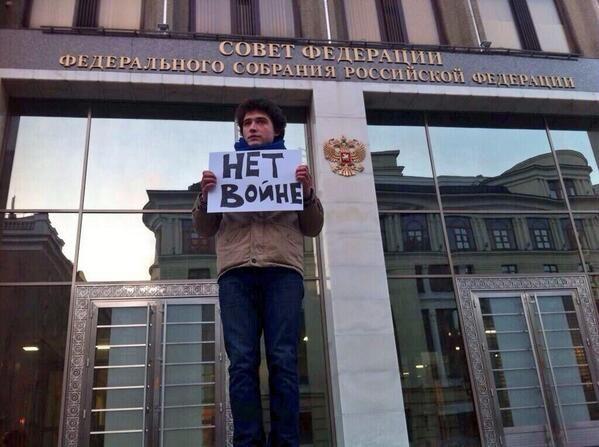 СОВЕТ ФЕДЕРАЦИИ
ФЕДЕРАЛЬНОГО СОБРАНИЯ РОССИЙСКОЙ ФЕДЕРАЦИИ
НЕТ
ВОЙНЕ